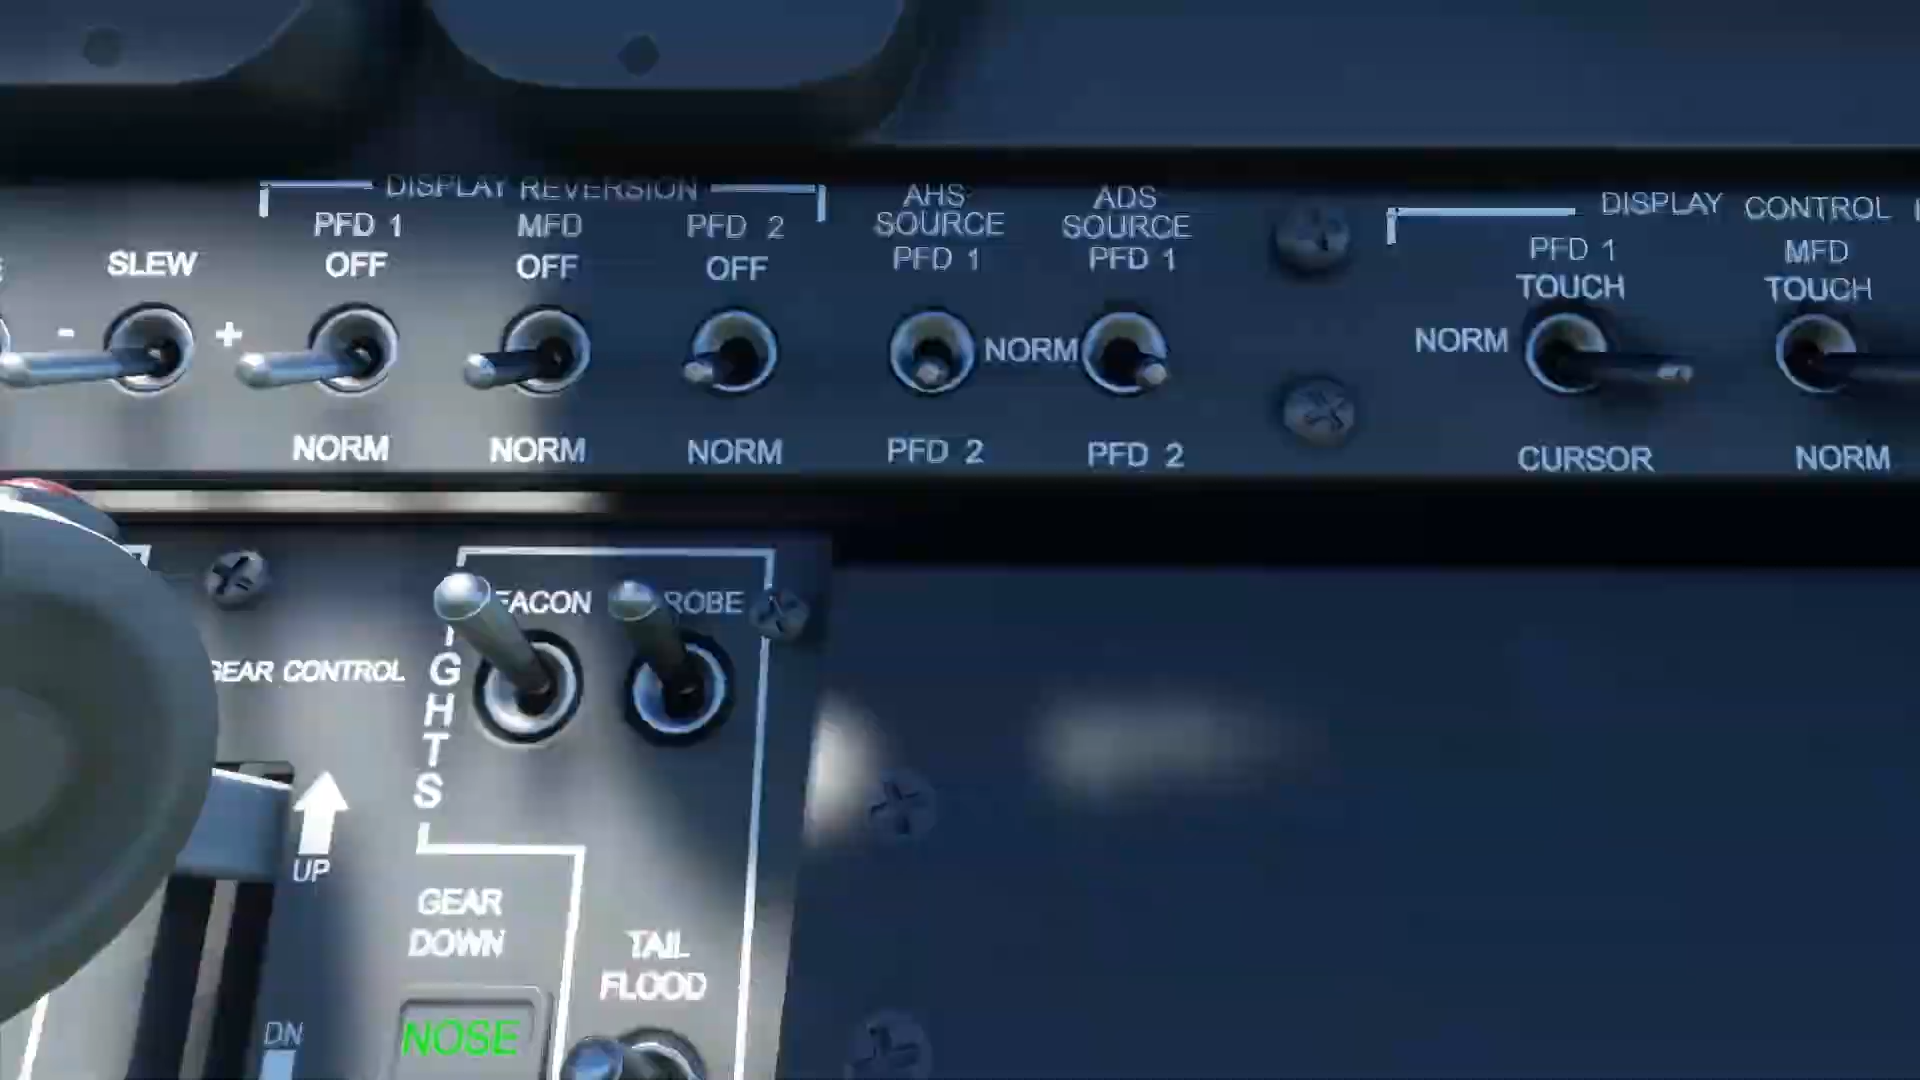 DISPLAY REVERSION
PFD 1
OFF
NORM
MFD
OFF
NORM
PFD 2
OFF
NORM
SLEW
- +
AHS
SOURCE
PFD 1
NORM
PFD 2
ADS
SOURCE
PFD 1
PFD 2
DISPLAY CONTROL
PFD 1
TOUCH
NORM
CURSOR
MFD
TOUCH
NORM
GEAR CONTROL
UP
DN
IGHTS
EACON
ROBE
GEAR
DOWN
NOSE
TAIL
FLOOD